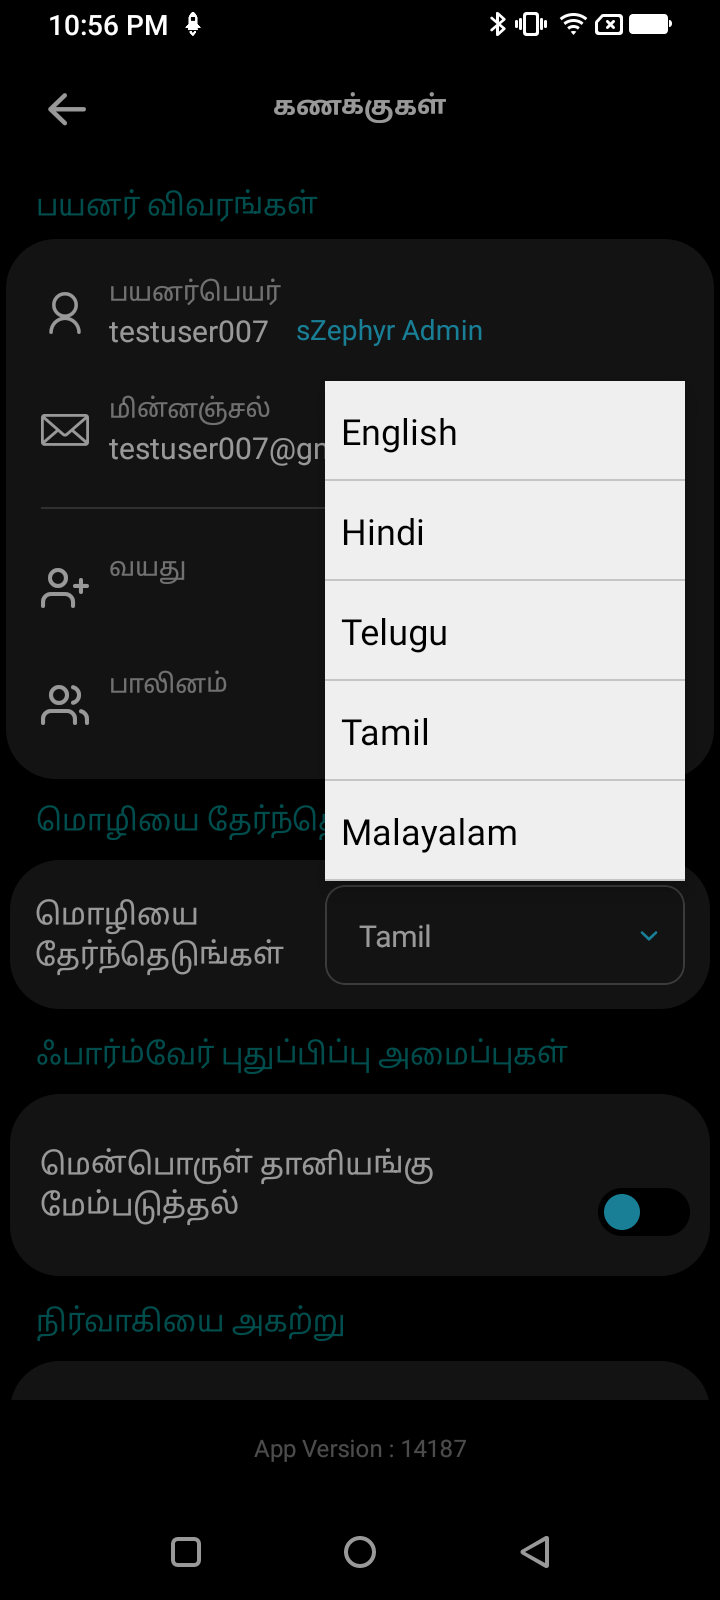 10:56 PM
கணக்குகள்
பயனர் விவரங்கள்
பயனர்பெயர்
testuser007 sZephyr Admin
மின்னஞ்சல்
testuser007@gm
English
Hindi
வயது
Telugu
பாலினம்
Tamil
மொழியை
Malayalam
மொழியை
தேர்ந்தெடுங்கள்
Tamil
ஃபார்ம்வேர் புதுப்பிப்பு அமைப்புகள்
மென்பொருள் தானியங்கு
மேம்படுத்தல்
நிர்வாகியை அகற்று
App Version : 14187